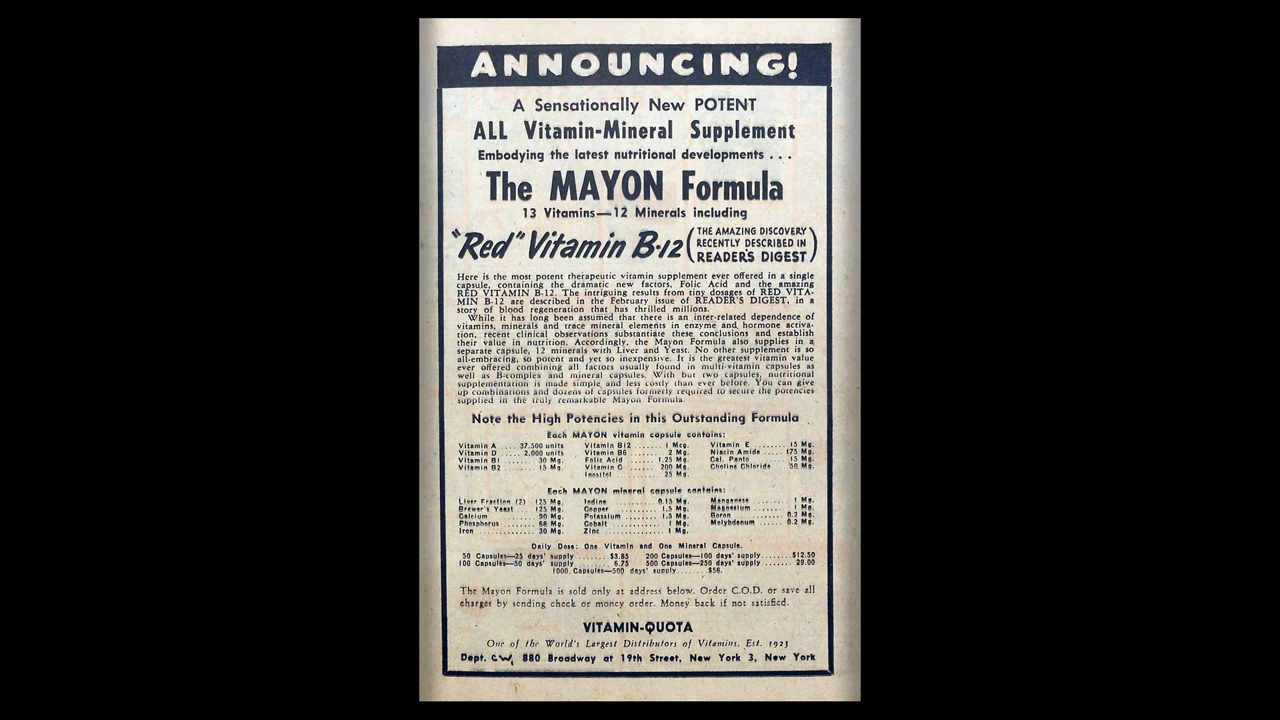 ANNOUNCING!
A Sensationally New POTENT
ALL Vitamin-Mineral Supplement
Embodying the latest nutritional developments . . .
The MAYON Formula
13 Vitamins—12 Minerals including
"Red" Vitamin B-12 (THE AMAZING DISCOVERY
RECENTLY DESCRIBED IN
READER'S DIGEST)
Here is the most potent therapeutic vitamin supplement ever offered in a single
capsule, containing the dramatic new factors, Folic Acid and the amazing
RED VITAMIN B-12. The intriguing results from tiny dosages of RED VITA-
MIN B-12 are described in the February issue of READER'S DIGEST, in a
story of blood regeneration that has thrilled millions.
While it has long been assumed that there is an inter-related dependence of
vitamins, minerals and trace mineral elements in enzyme and hormone activa-
tion, recent clinical observations substantiate these conclusions and establish
their value in nutrition. Accordingly, the Mayon Formula also supplies in a
separate capsule, 12 minerals with Liver and Yeast. No other supplement is so
all-embracing, so potent and yet so inexpensive. It is the greatest vitamin value
ever offered combining all factors usually found in multi-vitamin capsules as
well as B-complex and mineral capsules. With but two capsules, nutritional
supplementation is made simple and less costly than ever before. You can give
up combinations and dozens of capsules formerly required to secure the potencies
supplied in the truly remarkable Mayon Formula.
Note the High Potencies in this Outstanding Formula
Each MAYON vitamin capsule contains:
Vitamin A .... 37,500 units
Vitamin D .... 2,000 units
Vitamin B1 ....... 30 Mg.
Vitamin B2 ....... 15 Mg.
Vitamin B12 ........ 1 Mcg.
Vitamin B6 ........ 2 Mg.
Folic Acid ...... 1.25 Mg.
Vitamin C ...... 200 Mg.
Inositol ........ 25 Mg.
Vitamin E ........ 15 Mg.
Niacin Amide ..... 175 Mg.
Cal. Panto ....... 15 Mg.
Choline Chloride .... 50 Mg.
Each MAYON mineral capsule contains:
Liver Fraction (2) 125 Mg.
Brewer's Yeast 125 Mg.
Calcium ........ 90 Mg.
Phosphorus ........ 68 Mg.
Iron ............. 30 Mg.
Iodine ......... 0.15 Mg.
Copper ......... 1.5 Mg.
Potassium ....... 1.5 Mg.
Cobalt .......... 1 Mg.
Zinc ............ 1 Mg.
Manganese ......... 1 Mg.
Magnesium ....... 1 Mg.
Boron .......... 0.2 Mg.
Molybdenum ...... 0.2 Mg.
Daily Dose: One Vitamin and One Mineral Capsule.
50 Capsules—25 days' supply ........$3.85 200 Capsules—100 days' supply .......$12.50
100 Capsules—50 days' supply ........ 6.75 500 Capsules—250 days' supply ........ 29.00
1000 Capsules—500 days' supply........$56.
The Mayon Formula is sold only at address below. Order C.O.D. or save all
charges by sending check or money order. Money back if not satisfied.
VITAMIN-QUOTA
One of the World's Largest Distributors of Vitamins. Est. 1923
Dept. CW, 880 Broadway at 19th Street, New York 3, New York